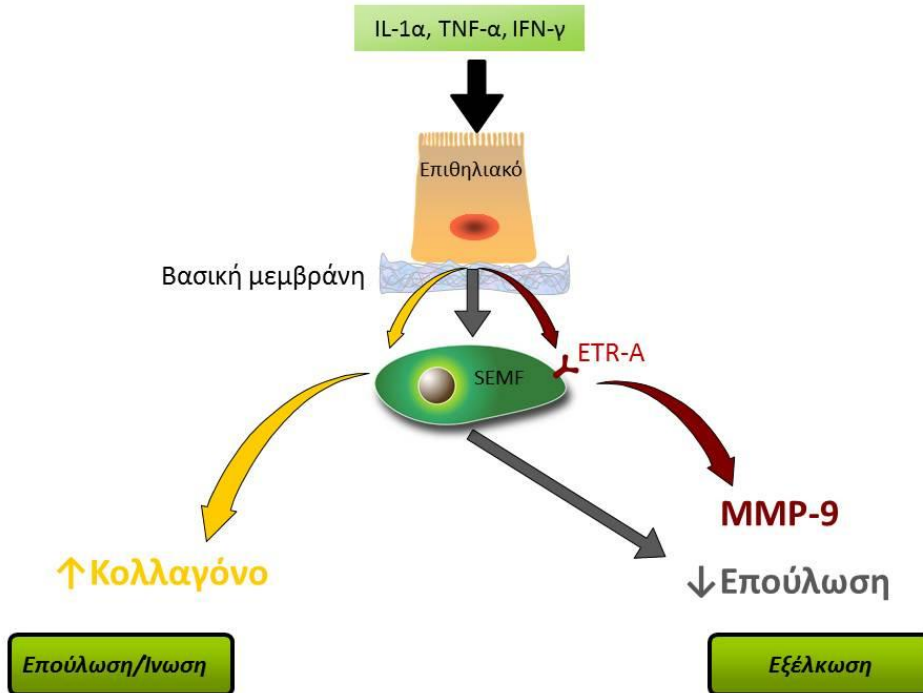 IL-1α, TNF-α, IFN-γ
Επιθηλιακό
Βασική μεμβράνη
ETR-A
SEMF
MMP-9
↑Κολλαγόνο
↓Επούλωση
Επούλωση/Ινωση
Εξέλκωση